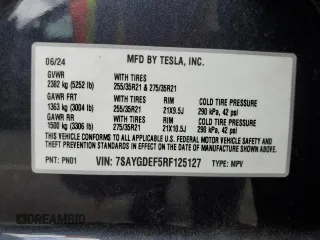 06/24 MFD BY TESLA, INC.
GVWR WITH TIRES
2382 kg (5252 lb) 255/35R21 & 275/35R21
GAWR FRT WITH TIRES RIM COLD TIRE PRESSURE
1363 kg (3004 lb) 255/35R21 21X9.5J 290 kPa, 42 psi
GAWR RR WITH TIRES RIM COLD TIRE PRESSURE
1500 kg (3306 lb) 275/35R21 21X10.5J 290 kPa, 42 psi
THIS VEHICLE CONFORMS TO ALL APPLICABLE U.S. FEDERAL MOTOR VEHICLE SAFETY
AND THEFT PREVENTION STANDARDS IN EFFECT ON THE DATE OF MANUFACTURE
SHOWN ABOVE.
PNT: PN01 VIN: 7SAYGDEF5RF125127 TYPE: MPV
DREAMBID